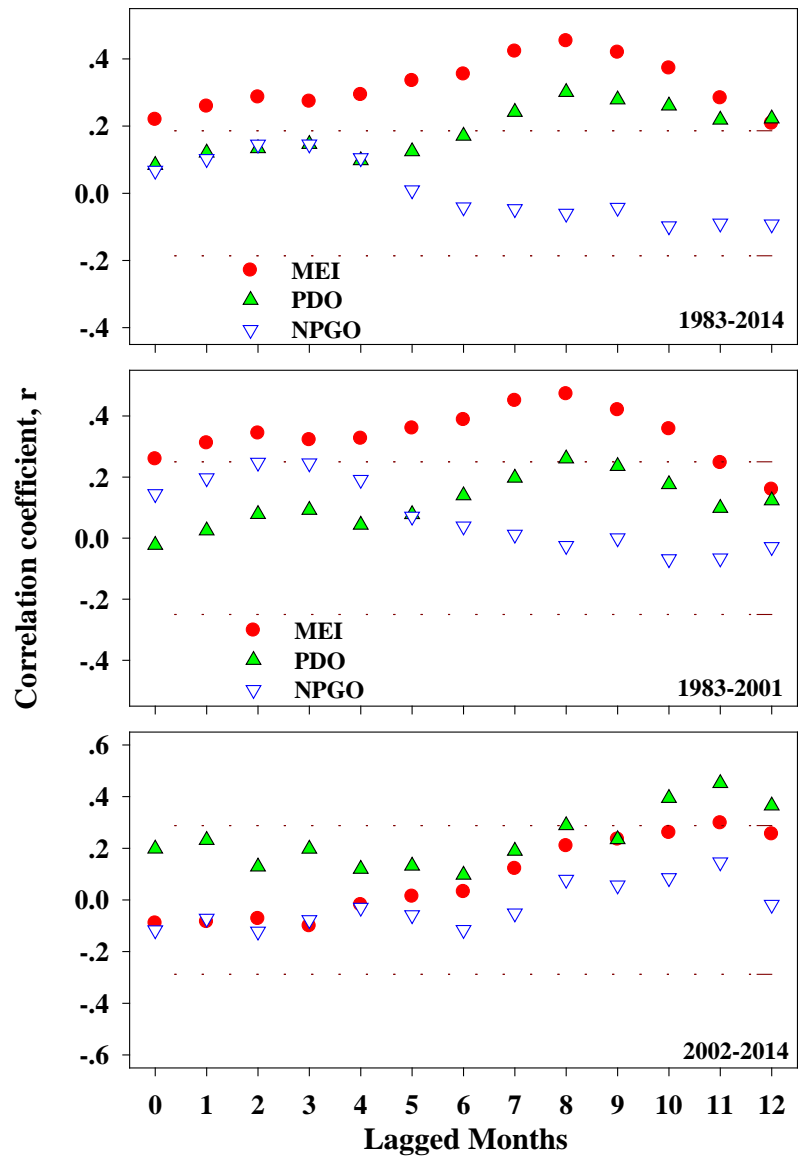 .4
.2
0.0
-.2
-.4
MEI
PDO
NPGO
1983-2014
.4
.2
0.0
-.2
-.4
MEI
PDO
NPGO
1983-2001
Correlation coefficient, r
.6
.4
.2
0.0
-.2
-.4
-.6
2002-2014
0 1 2 3 4 5 6 7 8 9 10 11 12
Lagged Months